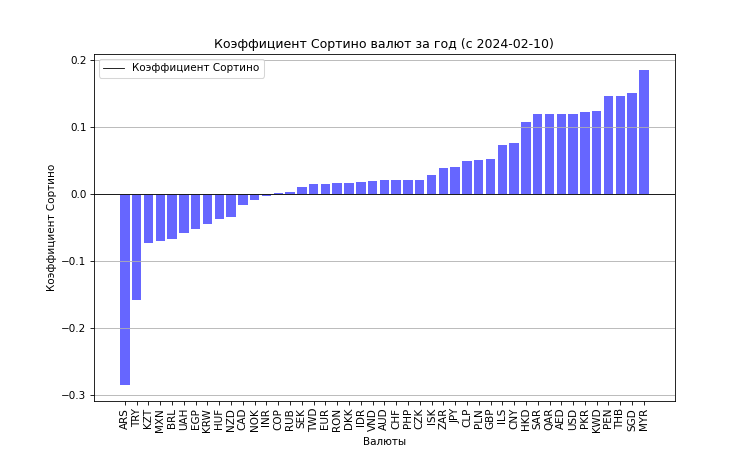 Коэффициент Сортино валют за год (с 2024-02-10)
Коэффициент Сортино
Коэффициент Сортино
0.2
0.1
0.0
−0.1
−0.2
−0.3
ARS
TRY
KZT
MXN
BRL
UAH
EGP
KRW
HUF
NZD
CAD
NOK
INR
COP
RUB
SEK
TWD
EUR
RON
DKK
IDR
VND
AUD
CHF
PHP
CZK
ISK
ZAR
JPY
CLP
PLN
GBP
ILS
CNY
HKD
SAR
QAR
AED
USD
PKR
KWD
PEN
THB
SGD
MYR
Валюты